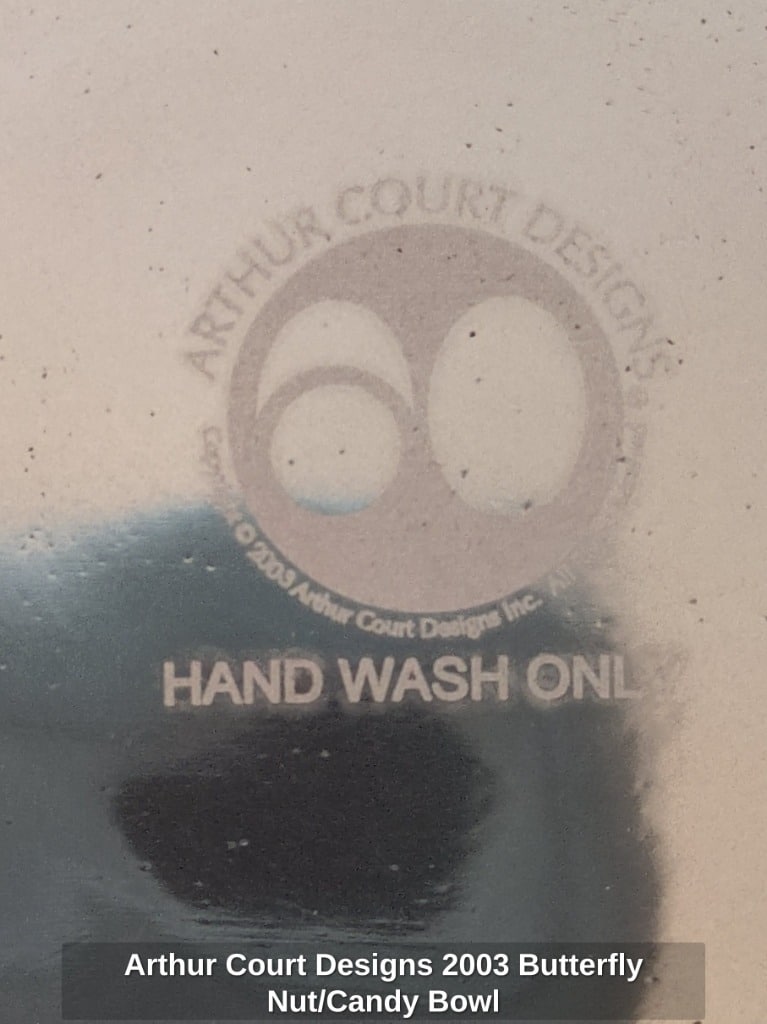 ARTHUR COURT DESIGNS
© 2003 Arthur Court Designs Inc. All
HAND WASH ONL
Arthur Court Designs 2003 Butterfly
Nut/Candy Bowl